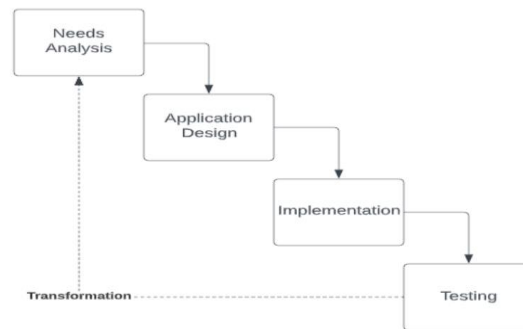 Needs
Analysis
Application
Design
Implementation
Testing
Transformation